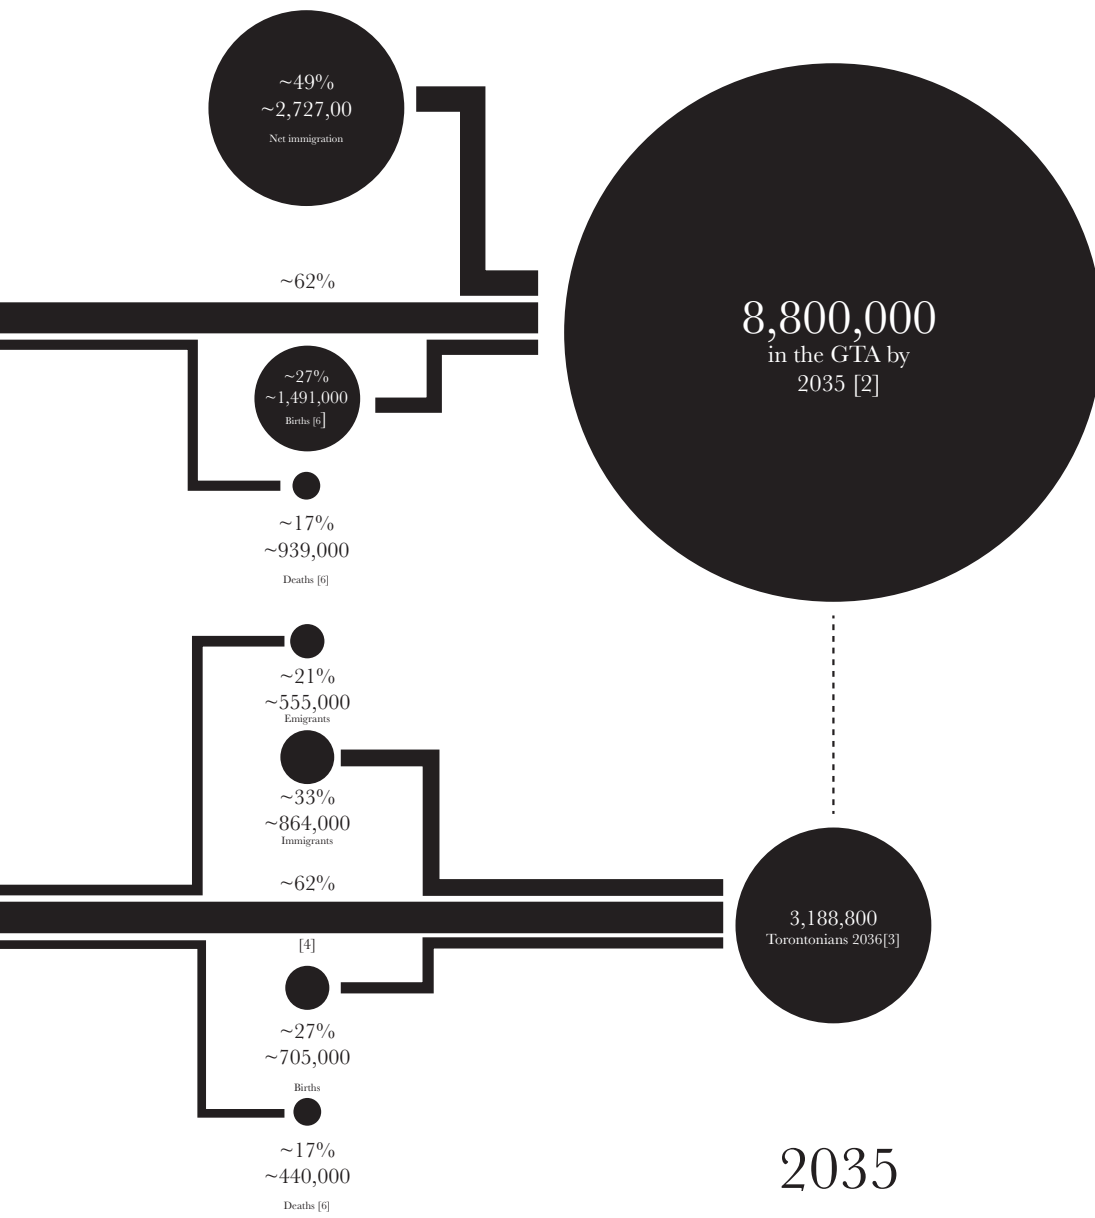 ~49%
~2,727,00
Net immigration
~62%
~27%
~1,491,000
Births [6]
~17%
~939,000
Deaths [6]
8,800,000
in the GTA by
2035 [2]
~21%
~555,000
Emigrants
~33%
~864,000
Immigrants
~62%
[4]
~27%
~705,000
Births
~17%
~440,000
Deaths [6]
3,188,800
Torontonians 2036[3]
2035